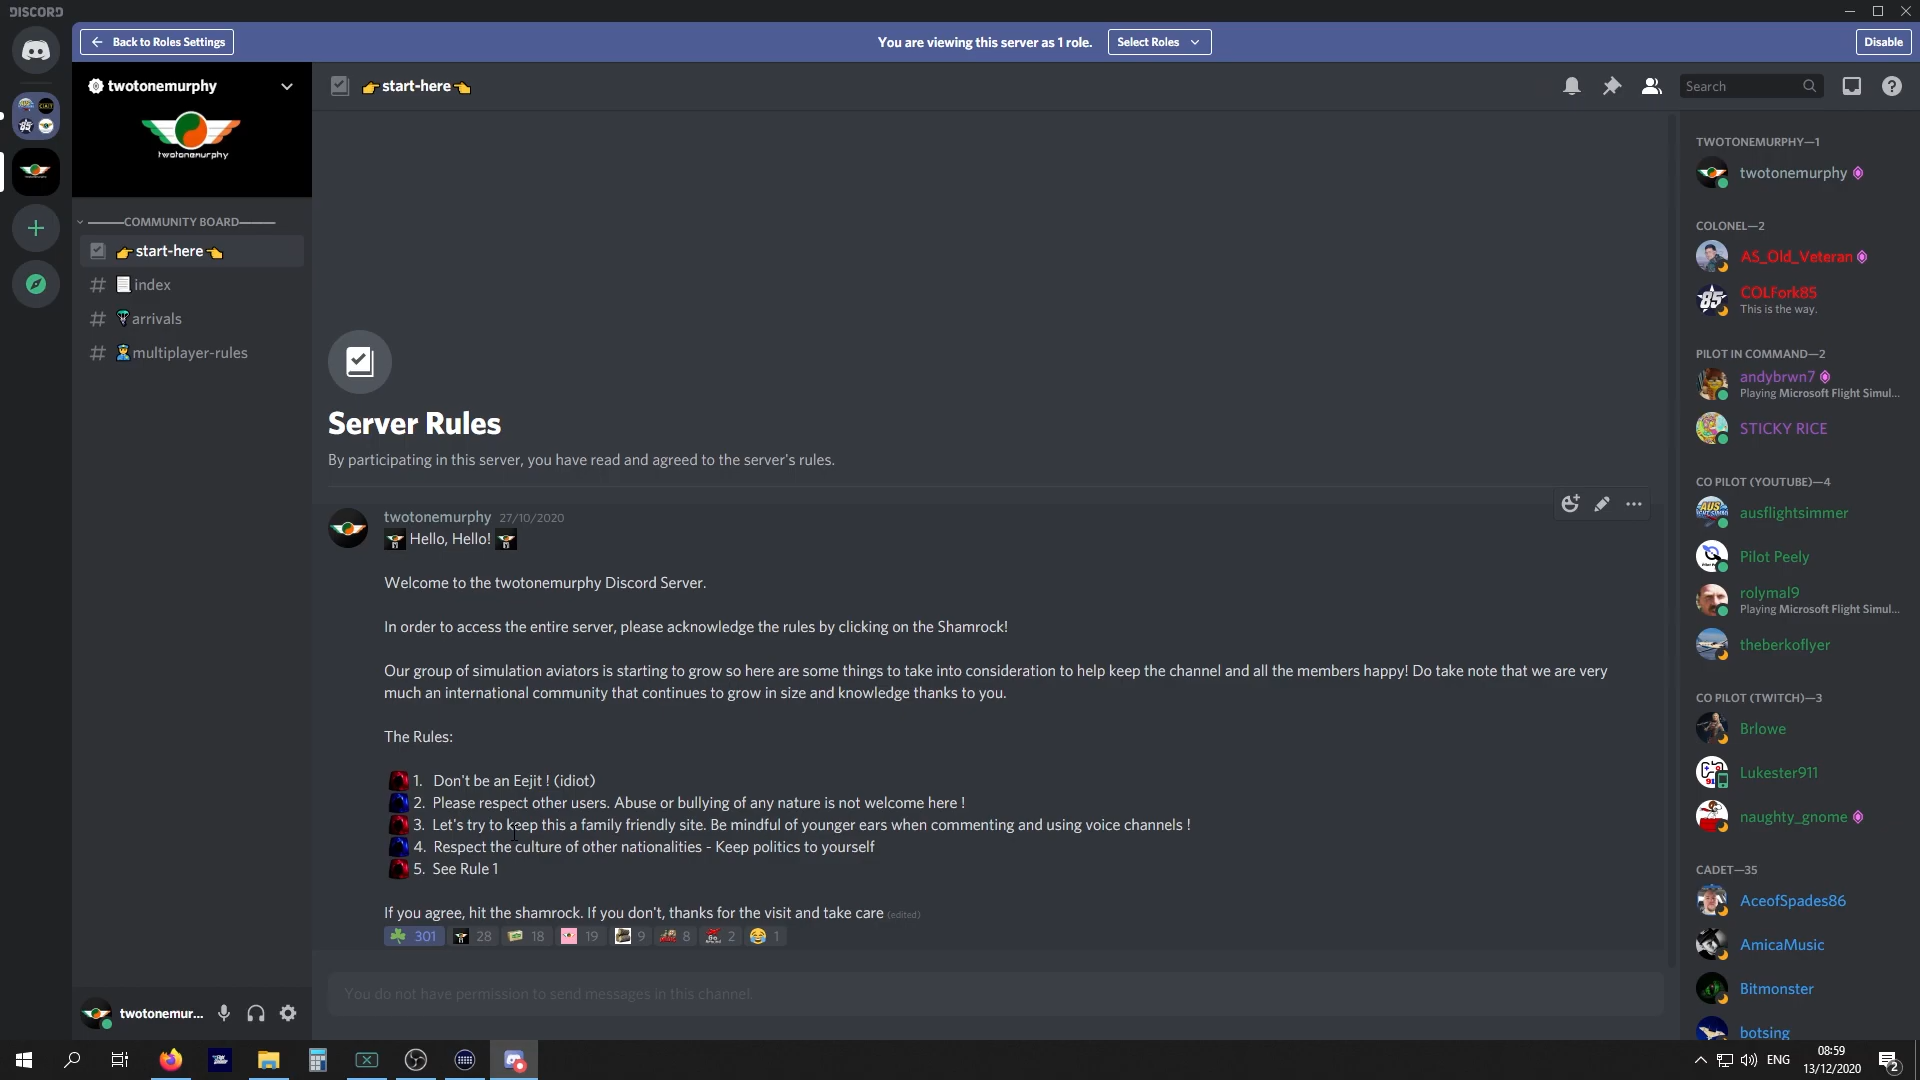 DISCORD
Back to Roles Settings
You are viewing this server as 1 role.
Select Roles
Disable
twotonemurphy
twotonemurphy
COMMUNITY BOARD
start-here
index
arrivals
multiplayer-rules
twotonemur...
start-here
Search
Server Rules
By participating in this server, you have read and agreed to the server's rules.
twotonemurphy 27/10/2020
Hello, Hello!
Welcome to the twotonemurphy Discord Server.
In order to access the entire server, please acknowledge the rules by clicking on the Shamrock!
Our group of simulation aviators is starting to grow so here are some things to take into consideration to help keep the channel and all the members happy! Do take note that we are very
much an international community that continues to grow in size and knowledge thanks to you.
The Rules:
1. Don't be an Eejit ! (idiot)
2. Please respect other users. Abuse or bullying of any nature is not welcome here !
3. Let's try to keep this a family friendly site. Be mindful of younger ears when commenting and using voice channels !
4. Respect the culture of other nationalities - Keep politics to yourself
5. See Rule 1
If you agree, hit the shamrock. If you don't, thanks for the visit and take care (edited)
301 28 18 19 9 8 2 1
You do not have permission to send messages in this channel.
TWOTONEMURPHY—1
twotonemurphy
COLONEL—2
AS_Old_Veteran
85
COLFork85
This is the way.
PILOT IN COMMAND—2
andybrwn7
Playing Microsoft Flight Simul...
STICKY RICE
CO PILOT (YOUTUBE)—4
ausflightsimmer
Pilot Peely
rolymal9
Playing Microsoft Flight Simul...
theberkoflyer
CO PILOT (TWITCH)—3
Brlowe
Lukester911
naughty_gnome
CADET—35
AceofSpades86
AmicaMusic
Bitmonster
botsing
ENG
08:59
13/12/2020
2